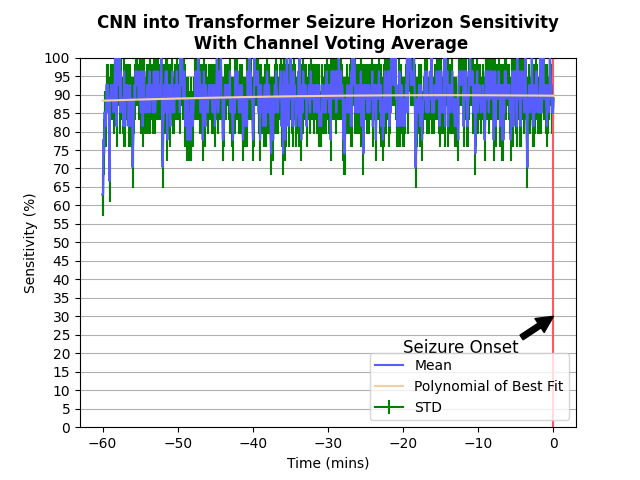 CNN into Transformer Seizure Horizon Sensitivity
With Channel Voting Average
100
95
90
85
80
75
70
65
60
55
50
45
40
35
30
25
20
15
10
5
0
Sensitivity (%)
Seizure Onset
Mean
Polynomial of Best Fit
STD
−60 −50 −40 −30 −20 −10 0
Time (mins)